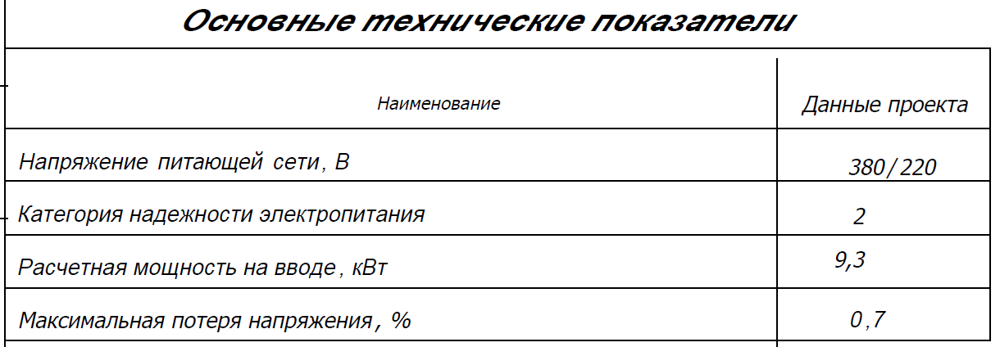 Основные технические показатели
Наименование Данные проекта
Напряжение питающей сети, В 380/220
Категория надежности электропитания 2
Расчетная мощность на вводе, кВт 9,3
Максимальная потеря напряжения, % 0,7